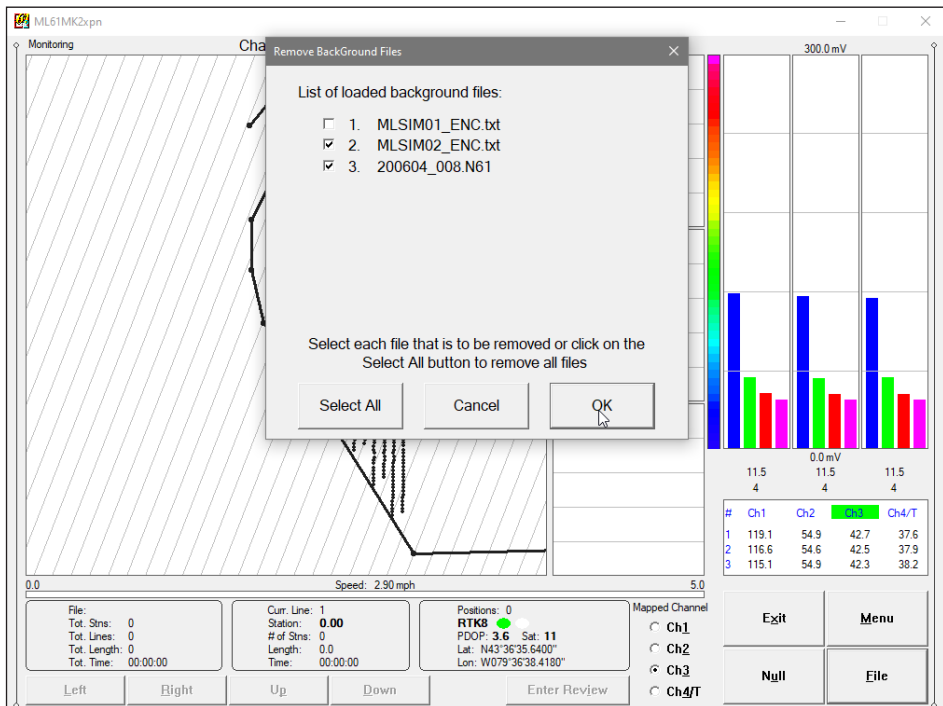 ML61MK2xpn
Monitoring
Cha
300.0 mV
Remove BackGround Files
List of loaded background files:
1. MLSIM01_ENC.txt
2. MLSIM02_ENC.txt
3. 200604_008.N61
Select each file that is to be removed or click on the
Select All button to remove all files
Select All Cancel OK
0.0 mV
11.5 11.5 11.5
4 4 4
# Ch1 Ch2 Ch3 Ch4/T
1 119.1 54.9 42.7 37.6
2 116.6 54.6 42.5 37.9
3 115.1 54.9 42.3 38.2
0.0 Speed: 2.90 mph 5.0
File:
Tot. Stns: 0
Tot. Lines: 0
Tot. Length: 0
Tot. Time: 00:00:00
Curr. Line: 1
Station: 0.00
# of Stns: 0
Length: 0.0
Time: 00:00:00
Positions: 0
RTK8
PDOP: 3.6 Sat: 11
Lat: N43°36'35.6400"
Lon: W079°36'38.4180"
Mapped Channel
Ch1
Ch2
Ch3
Ch4/T
Exit Menu
Null File
Left Right Up Down Enter Review